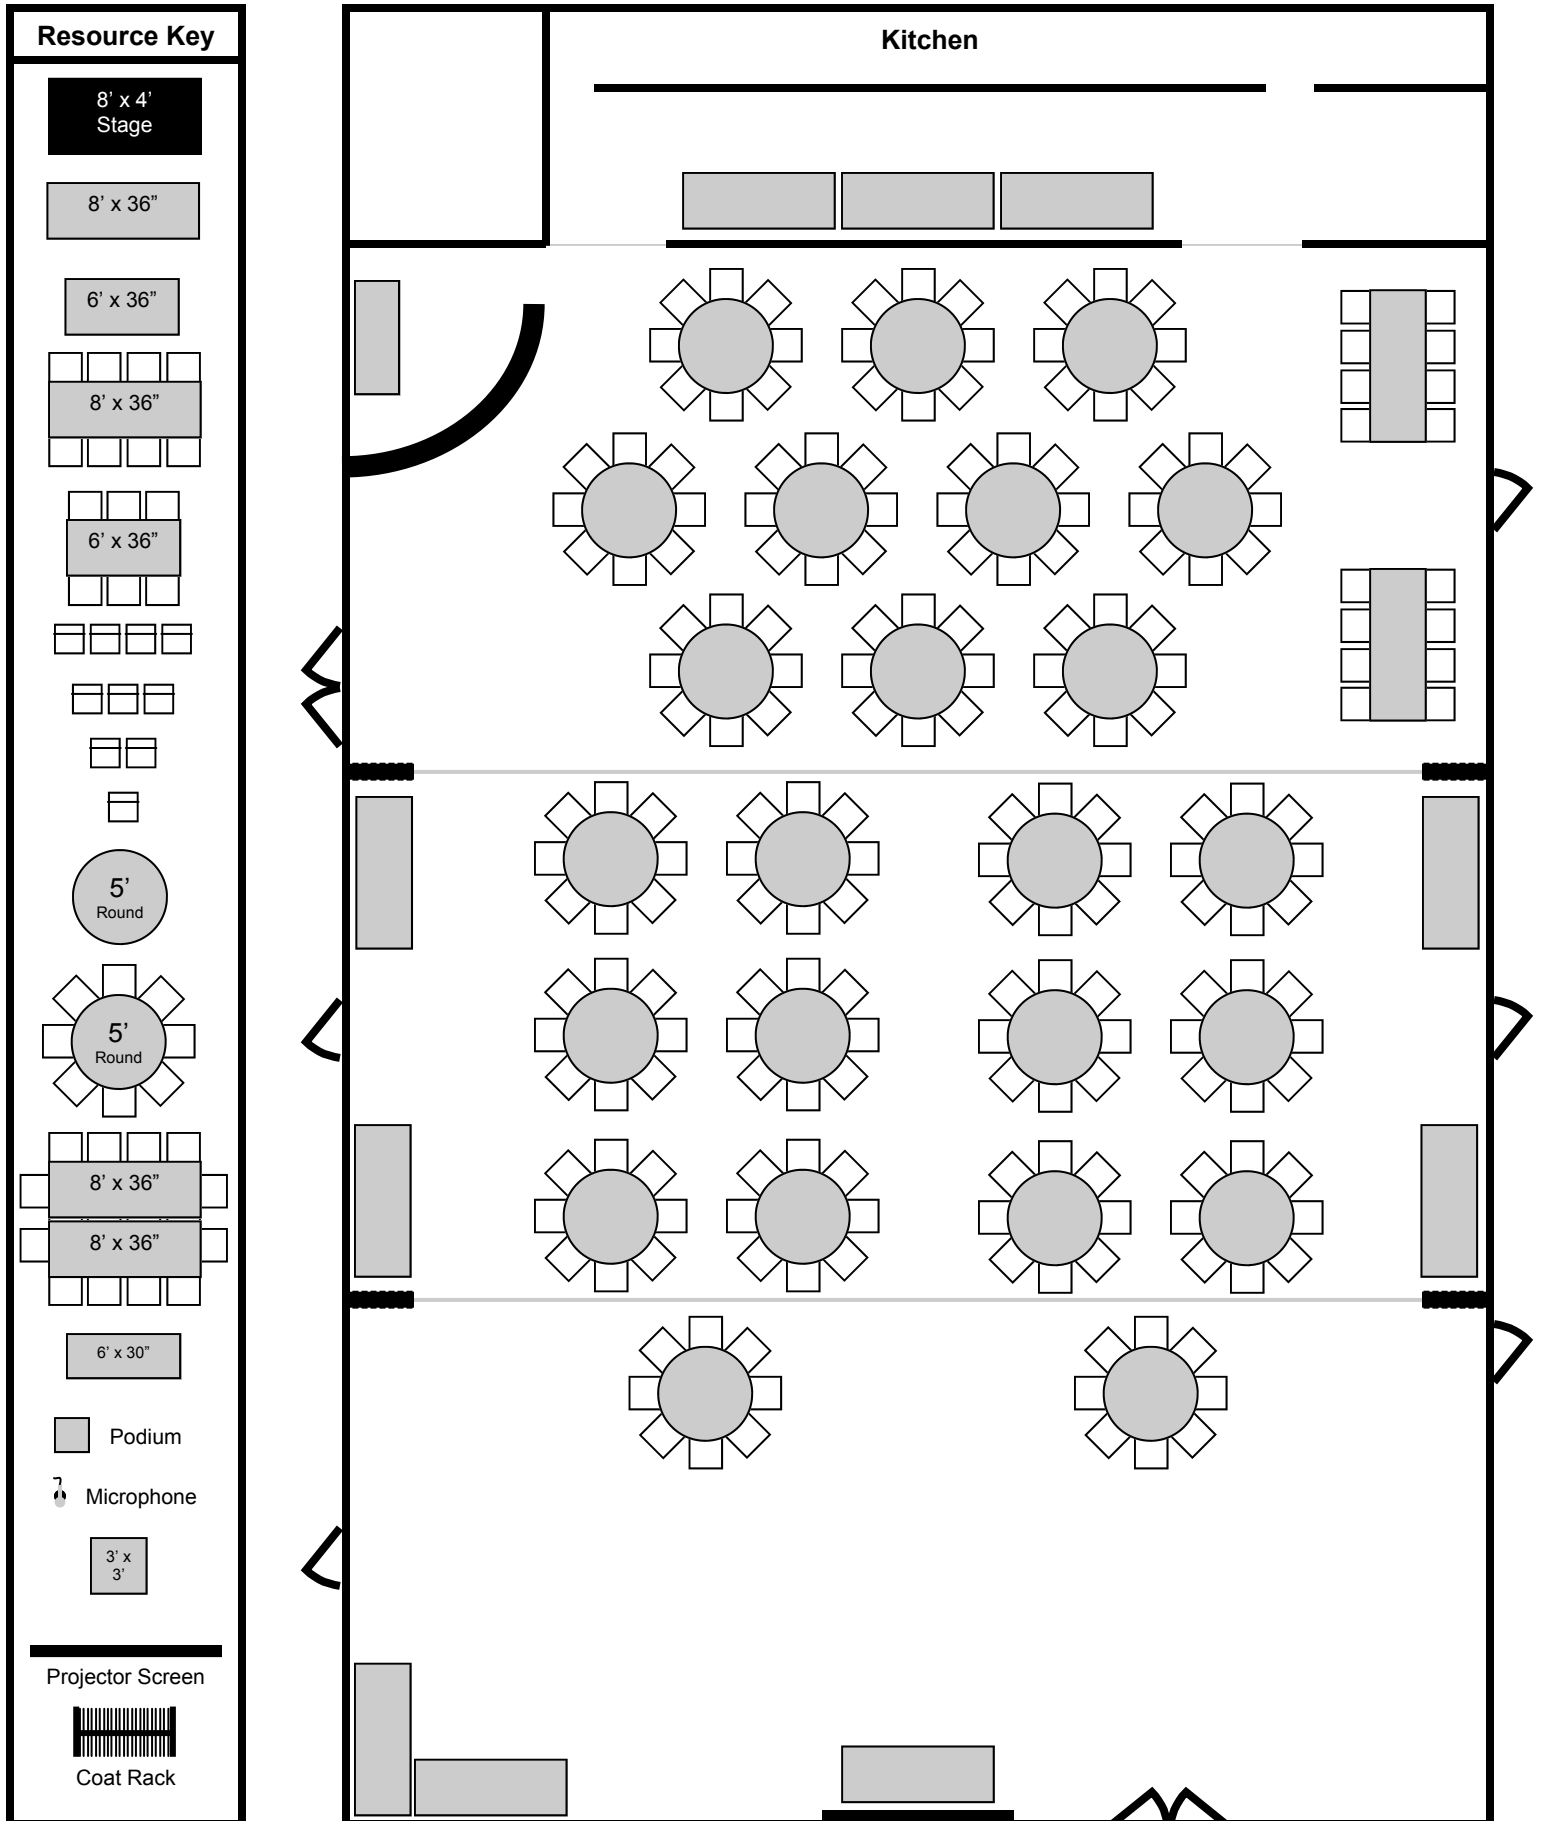 Resource Key
8’ x 4’
Stage
8’ x 36”
6’ x 36”
8’ x 36”
6’ x 36”
5’
Round
5’
Round
8’ x 36”
8’ x 36”
6’ x 30”
Podium
Microphone
3’ x
3’
Projector Screen
Coat Rack
Kitchen